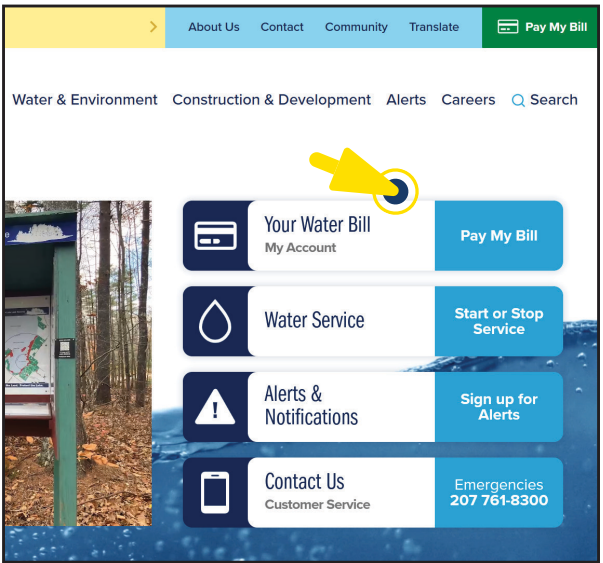 About Us Contact Community Translate Pay My Bill
Water & Environment Construction & Development Alerts Careers Search
Your Water Bill
My Account
Pay My Bill
Water Service
Start or Stop
Service
Alerts &
Notifications
Sign up for
Alerts
Contact Us
Customer Service
Emergencies
207 761-8300